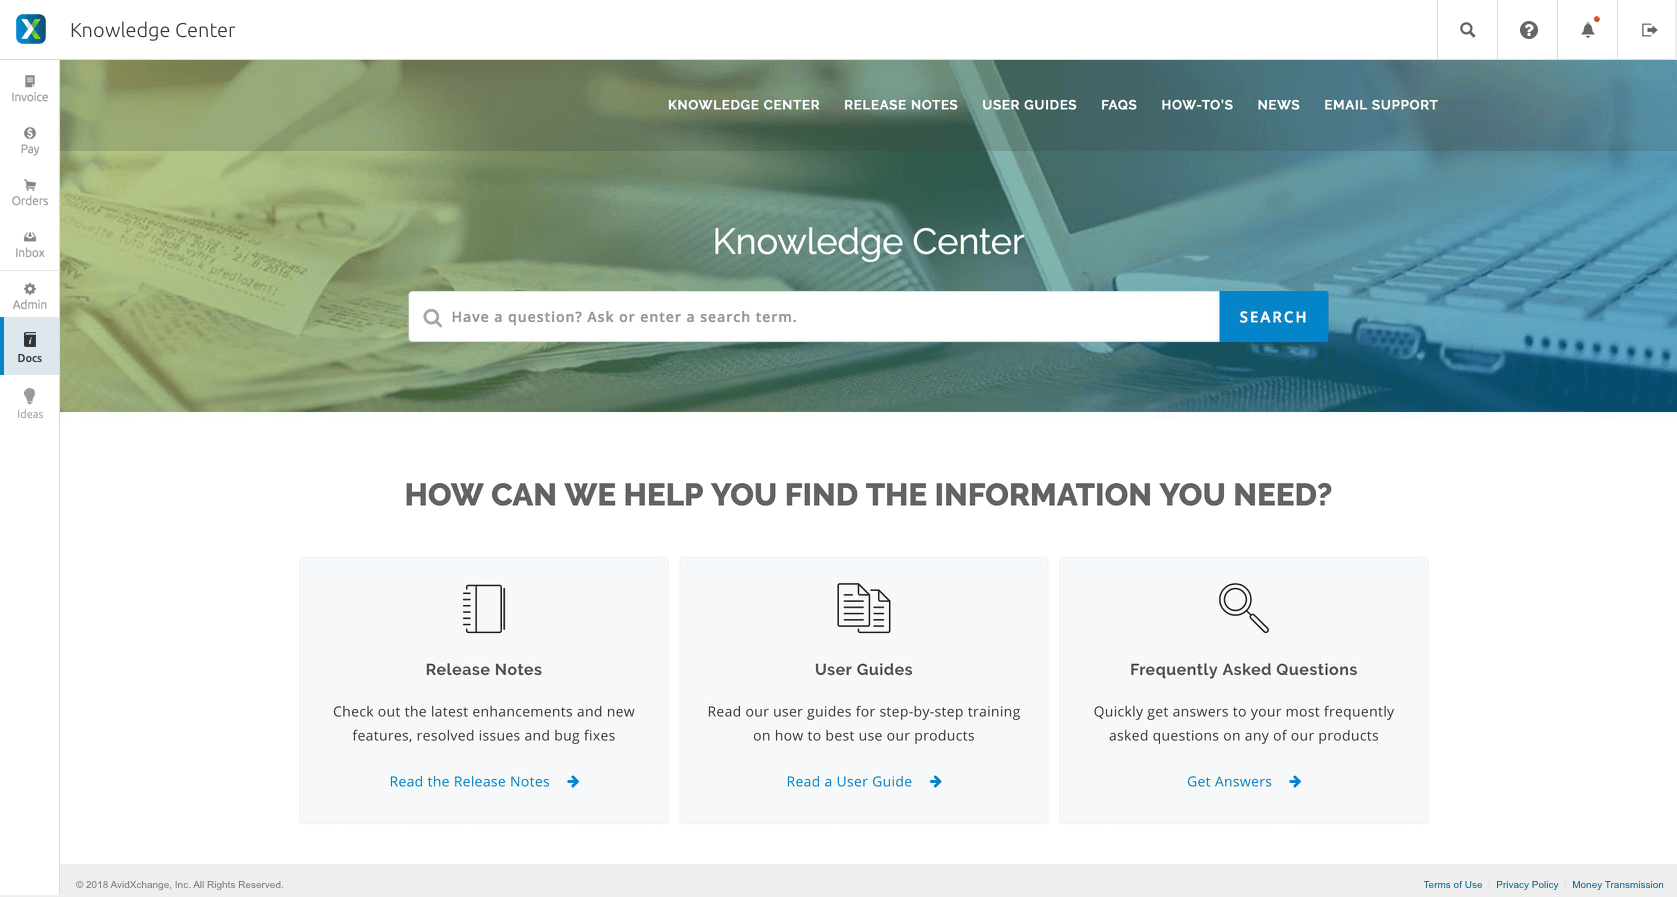 Knowledge Center
Invoice
Pay
Orders
Inbox
Admin
Docs
Ideas
KNOWLEDGE CENTER RELEASE NOTES USER GUIDES FAQS HOW-TO'S NEWS EMAIL SUPPORT
Knowledge Center
Have a question? Ask or enter a search term. SEARCH
HOW CAN WE HELP YOU FIND THE INFORMATION YOU NEED?
Release Notes
Check out the latest enhancements and new
features, resolved issues and bug fixes
Read the Release Notes
User Guides
Read our user guides for step-by-step training
on how to best use our products
Read a User Guide
Frequently Asked Questions
Quickly get answers to your most frequently
asked questions on any of our products
Get Answers
© 2018 AvidXchange, Inc. All Rights Reserved.
Terms of Use | Privacy Policy | Money Transmission